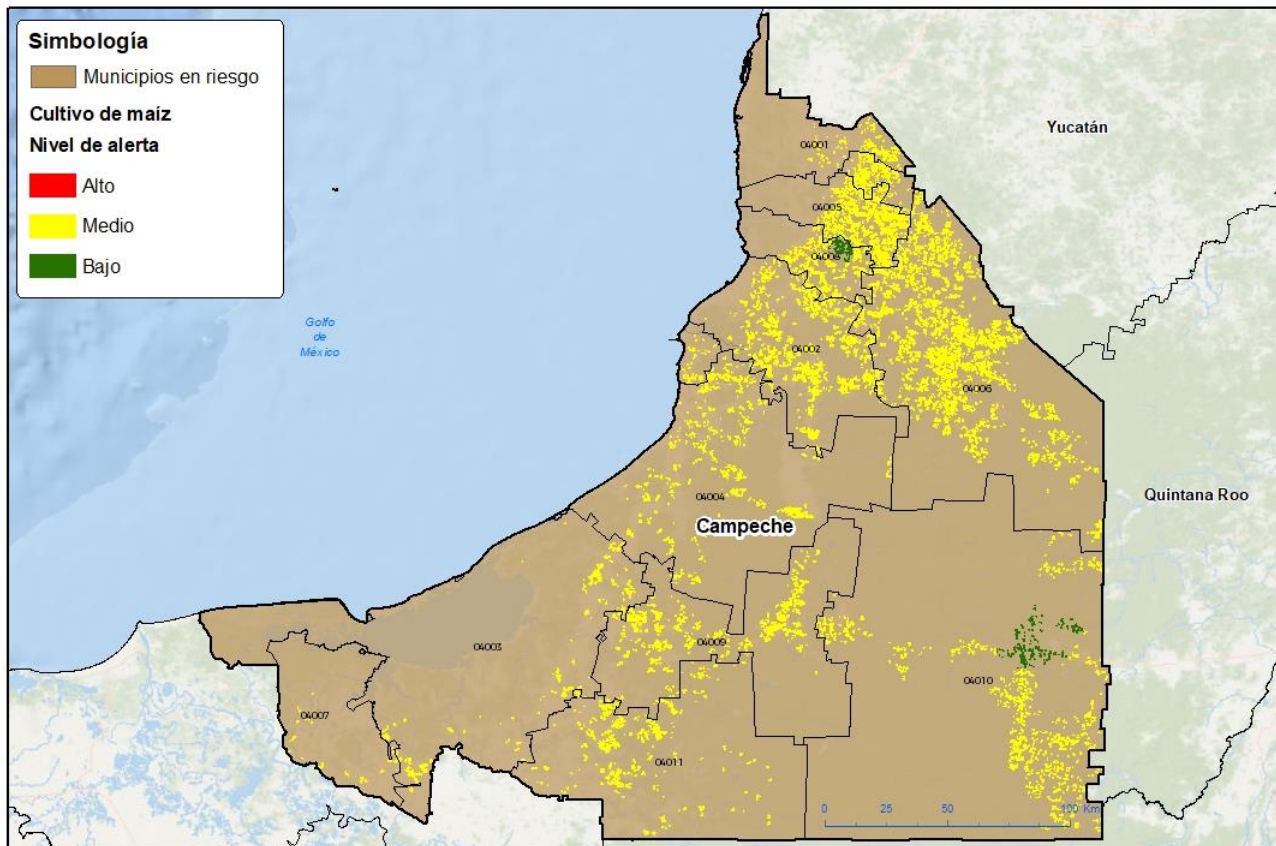 Simbología
Municipios en riesgo
Cultivo de maíz
Nivel de alerta
Alto
Medio
Bajo
Yucatán
04001
04005
04006
04002
Golfo
de
México
Quintana Roo
04004
Campeche
04009
04003
04010
04007
04011
0
25
50
100 Km